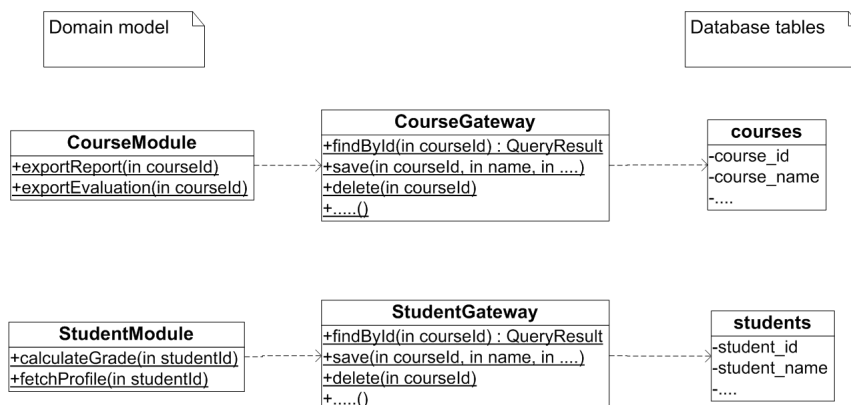 Domain model
Database tables
CourseModule
+exportReport(in courseId)
+exportEvaluation(in courseId)
CourseGateway
+findById(in courseId) : QueryResult
+save(in courseId, in name, in ....)
+delete(in courseId)
+.....()
courses
-course_id
-course_name
-....
StudentModule
+calculateGrade(in studentId)
+fetchProfile(in studentId)
StudentGateway
+findById(in courseId) : QueryResult
+save(in courseId, in name, in ....)
+delete(in courseId)
+.....()
students
-student_id
-student_name
-....